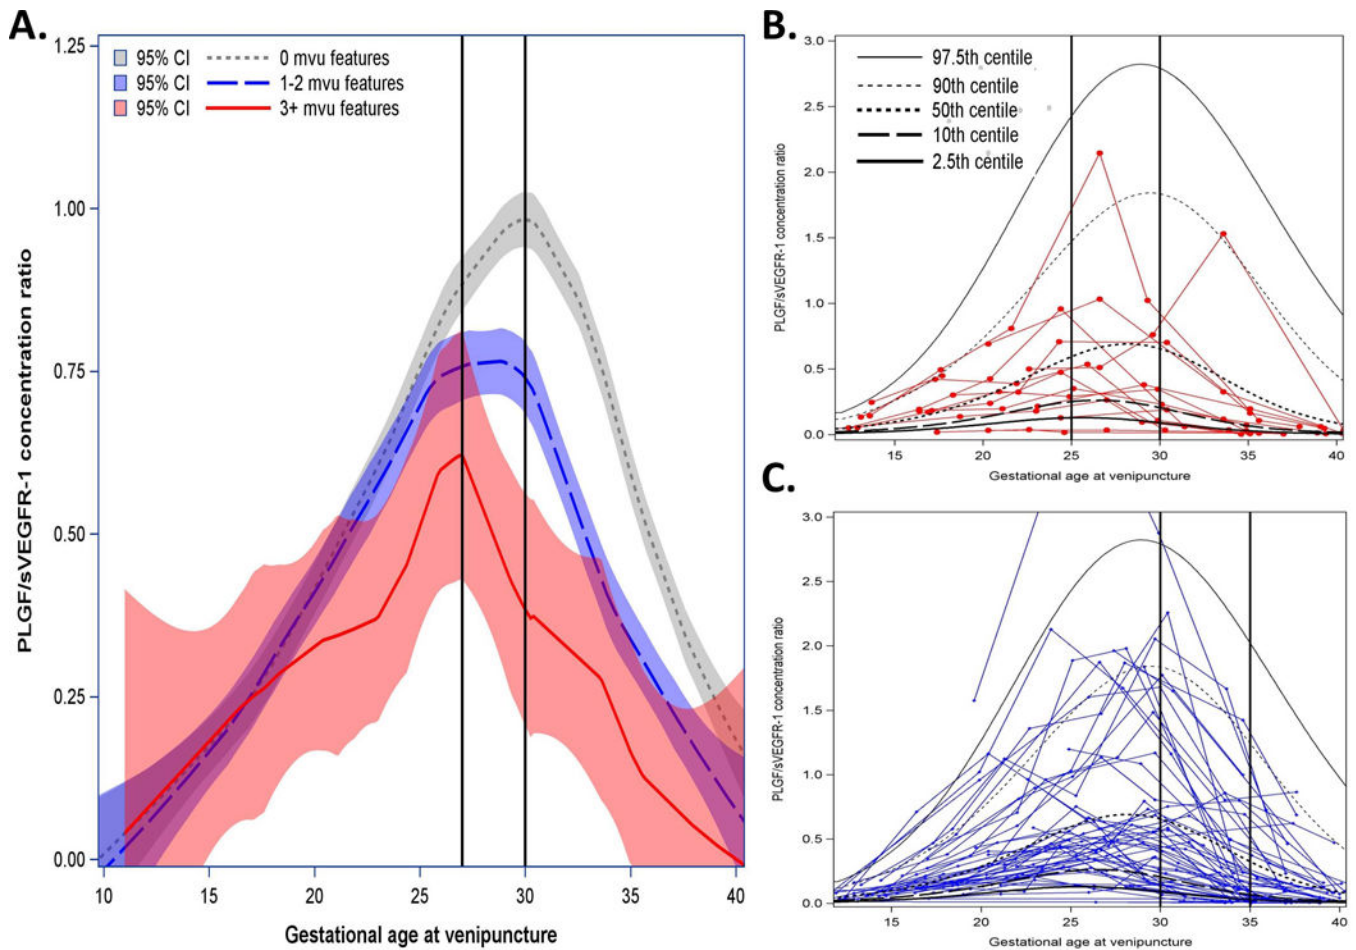 A.
1.25
1.00
0.75
0.50
0.25
0.00
PLGF/sVEGFR-1 concentration ratio
95% CI 0 mvu features
95% CI 1-2 mvu features
95% CI 3+ mvu features
10 15 20 25 30 35 40
Gestational age at venipuncture
B.
3.0
2.5
2.0
1.5
1.0
0.5
0.0
PLGF/sVEGFR-1 concentration ratio
97.5th centile
90th centile
50th centile
10th centile
2.5th centile
15 20 25 30 35 40
Gestational age at venipuncture
C.
3.0
2.5
2.0
1.5
1.0
0.5
0.0
PLGF/sVEGFR-1 concentration ratio
15 20 25 30 35 40
Gestational age at venipuncture